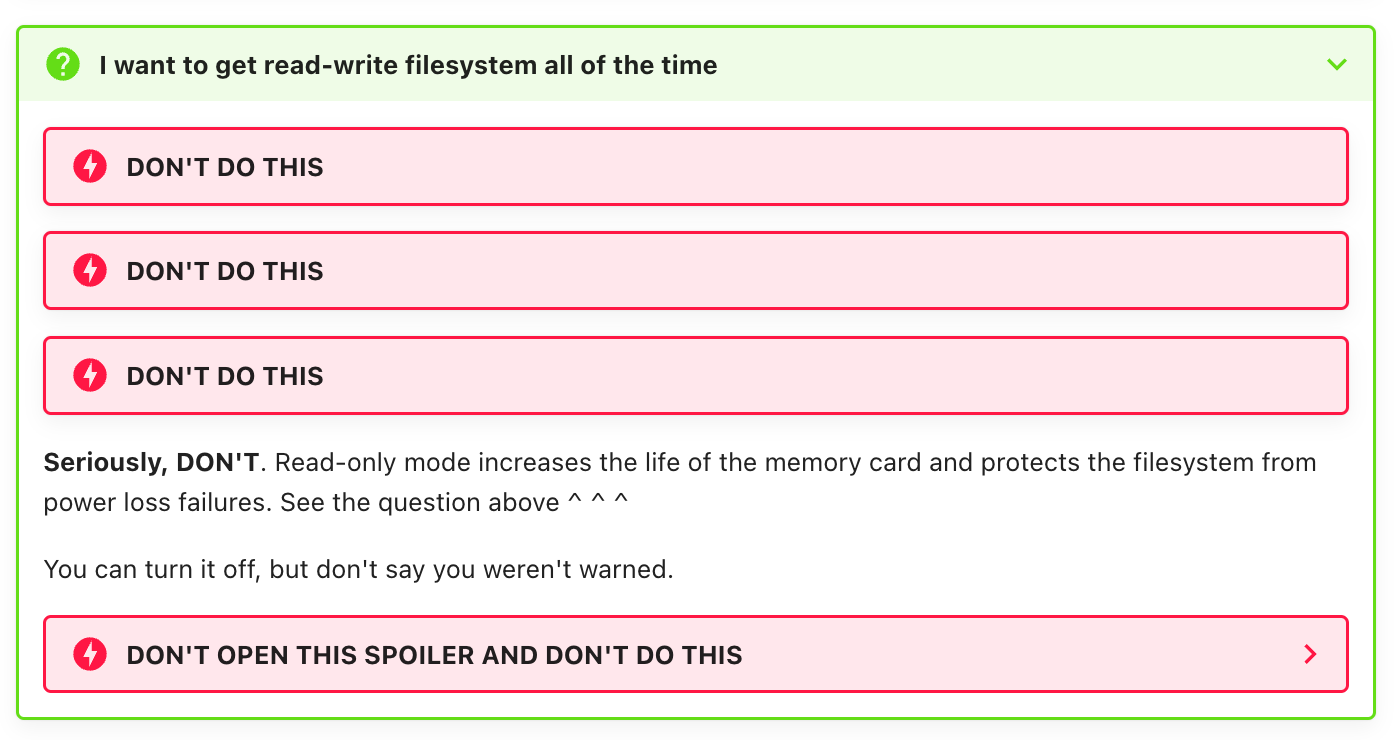 I want to get read-write filesystem all of the time
DON'T DO THIS
DON'T DO THIS
DON'T DO THIS
Seriously, DON'T. Read-only mode increases the life of the memory card and protects the filesystem from
power loss failures. See the question above ^ ^ ^
You can turn it off, but don't say you weren't warned.
DON'T OPEN THIS SPOILER AND DON'T DO THIS